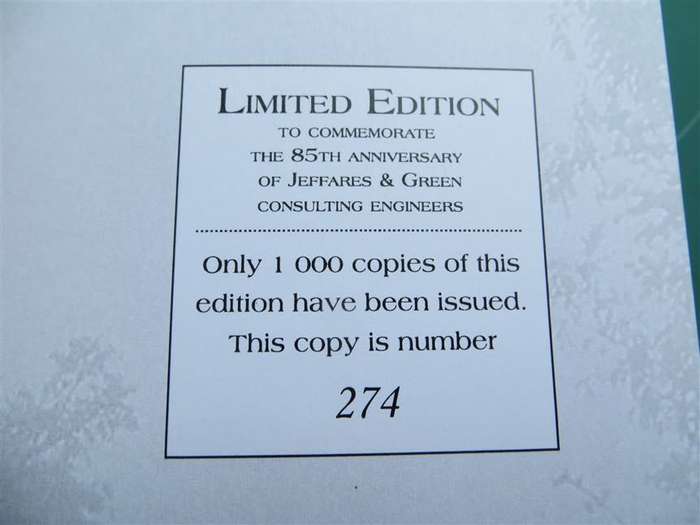 LIMITED EDITION
TO COMMEMORATE
THE 85TH ANNIVERSARY
OF JEFFARES & GREEN
CONSULTING ENGINEERS
Only 1 000 copies of this
edition have been issued.
This copy is number
274